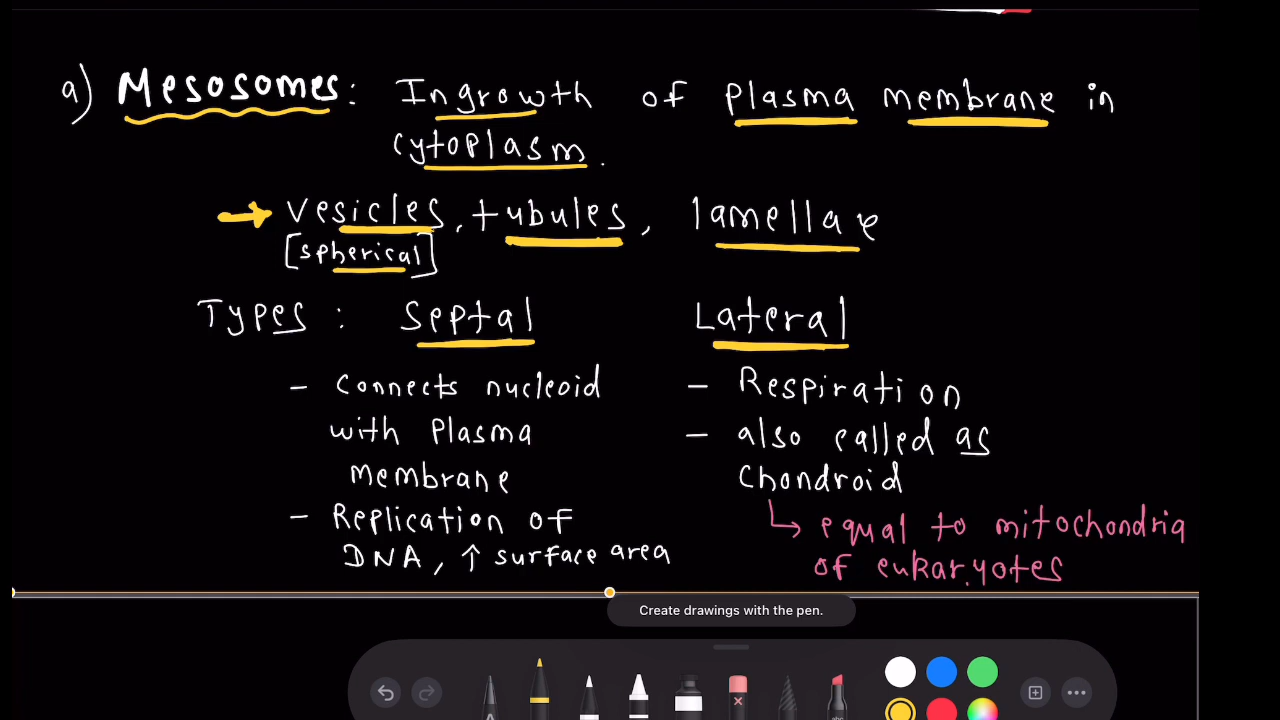 a) Mesosomes: Ingrowth of plasma membrane in
cytoplasm.
→ vesicles, tubules, lamellae
[spherical]
Types : Septal Lateral
- Connects nucleoid
with plasma
membrane
- Replication of
DNA, ↑ surface area
- Respiration
- also called as
Chondroid
↳ equal to mitochondria
of eukaryotes
Create drawings with the pen.